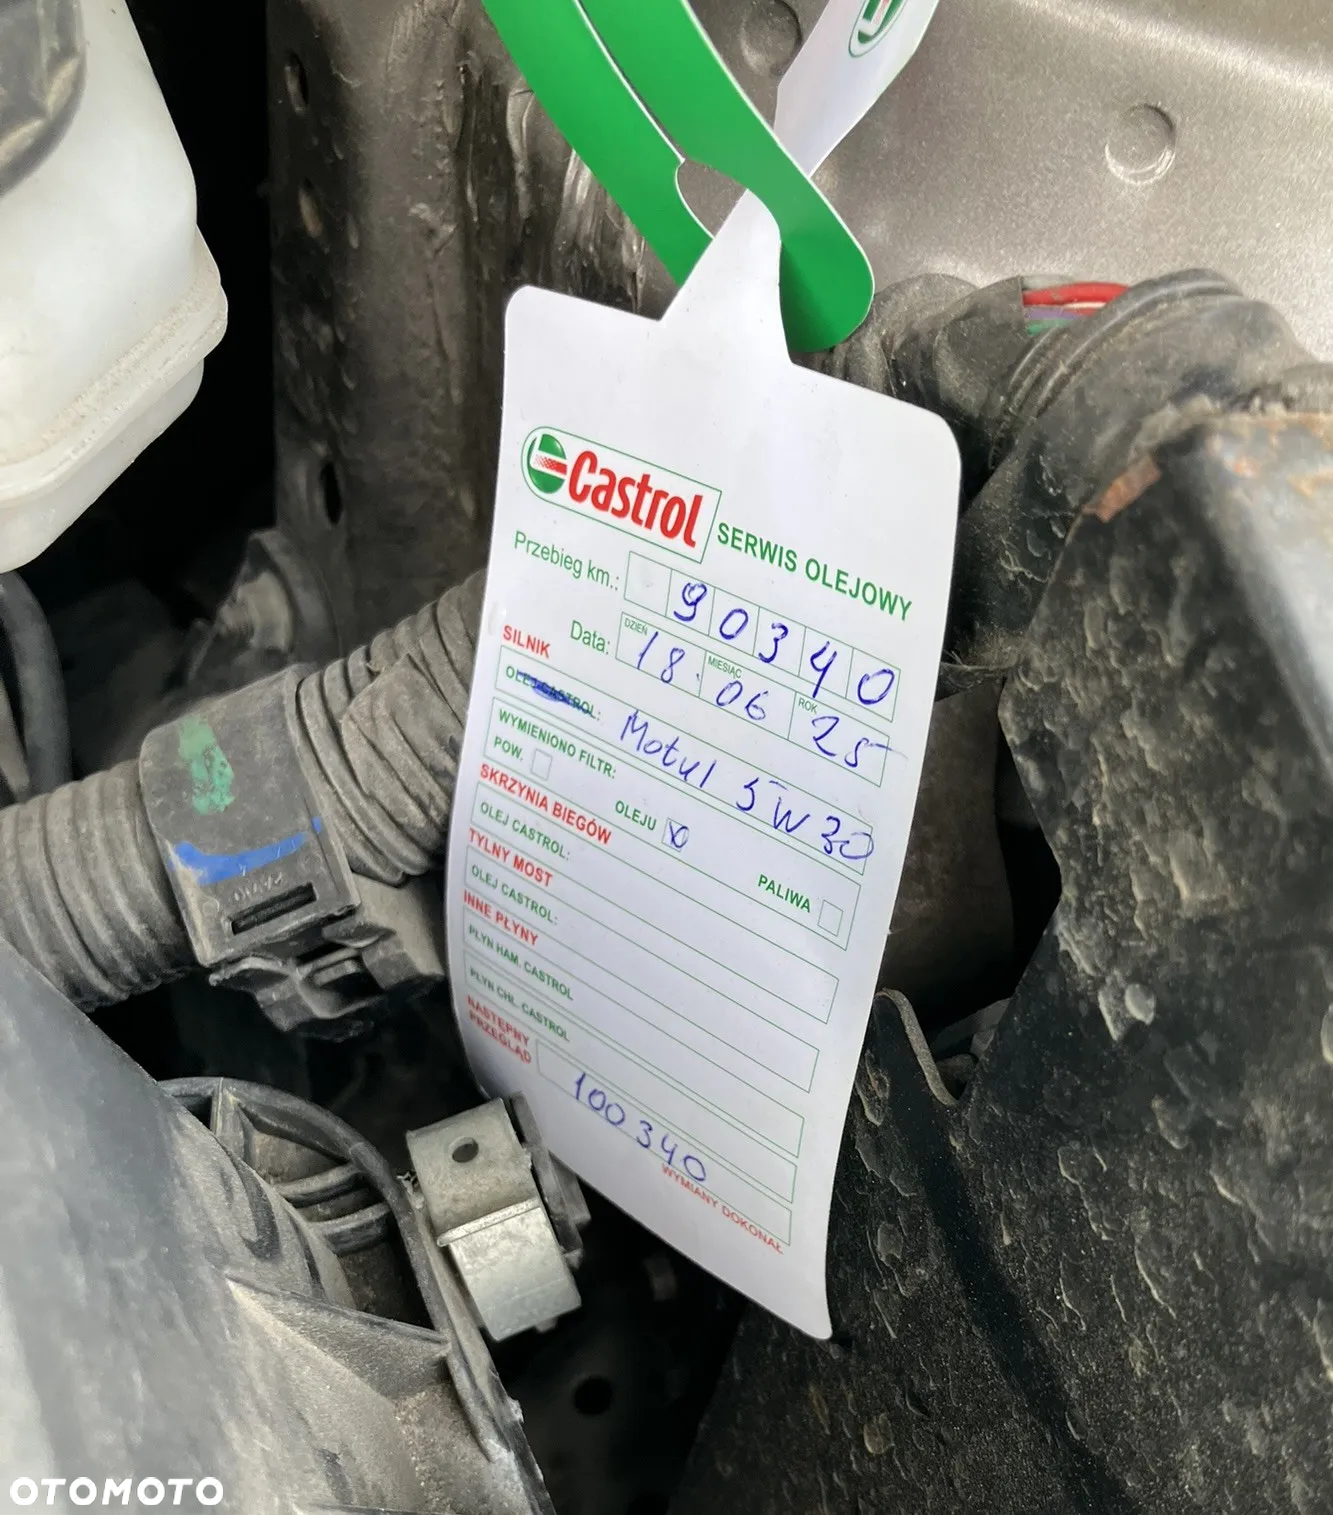 Castrol SERWIS OLEJOWY
Przebieg km.: 90340
DZIEŃ MIESIĄC ROK
Data: 18.06 25
SILNIK
OLEJ CASTROL: Motul 5W30
WYMIENIONO FILTR:
POW. OLEJU PALIWA
SKRZYNIA BIEGÓW
OLEJ CASTROL:
TYLNY MOST
OLEJ CASTROL:
INNE PŁYNY
PŁYN HAM. CASTROL
PŁYN CHŁ. CASTROL
NASTĘPNY
PRZEGLĄD 100340
WYMIANY DOKONAŁ
OTOMOTO